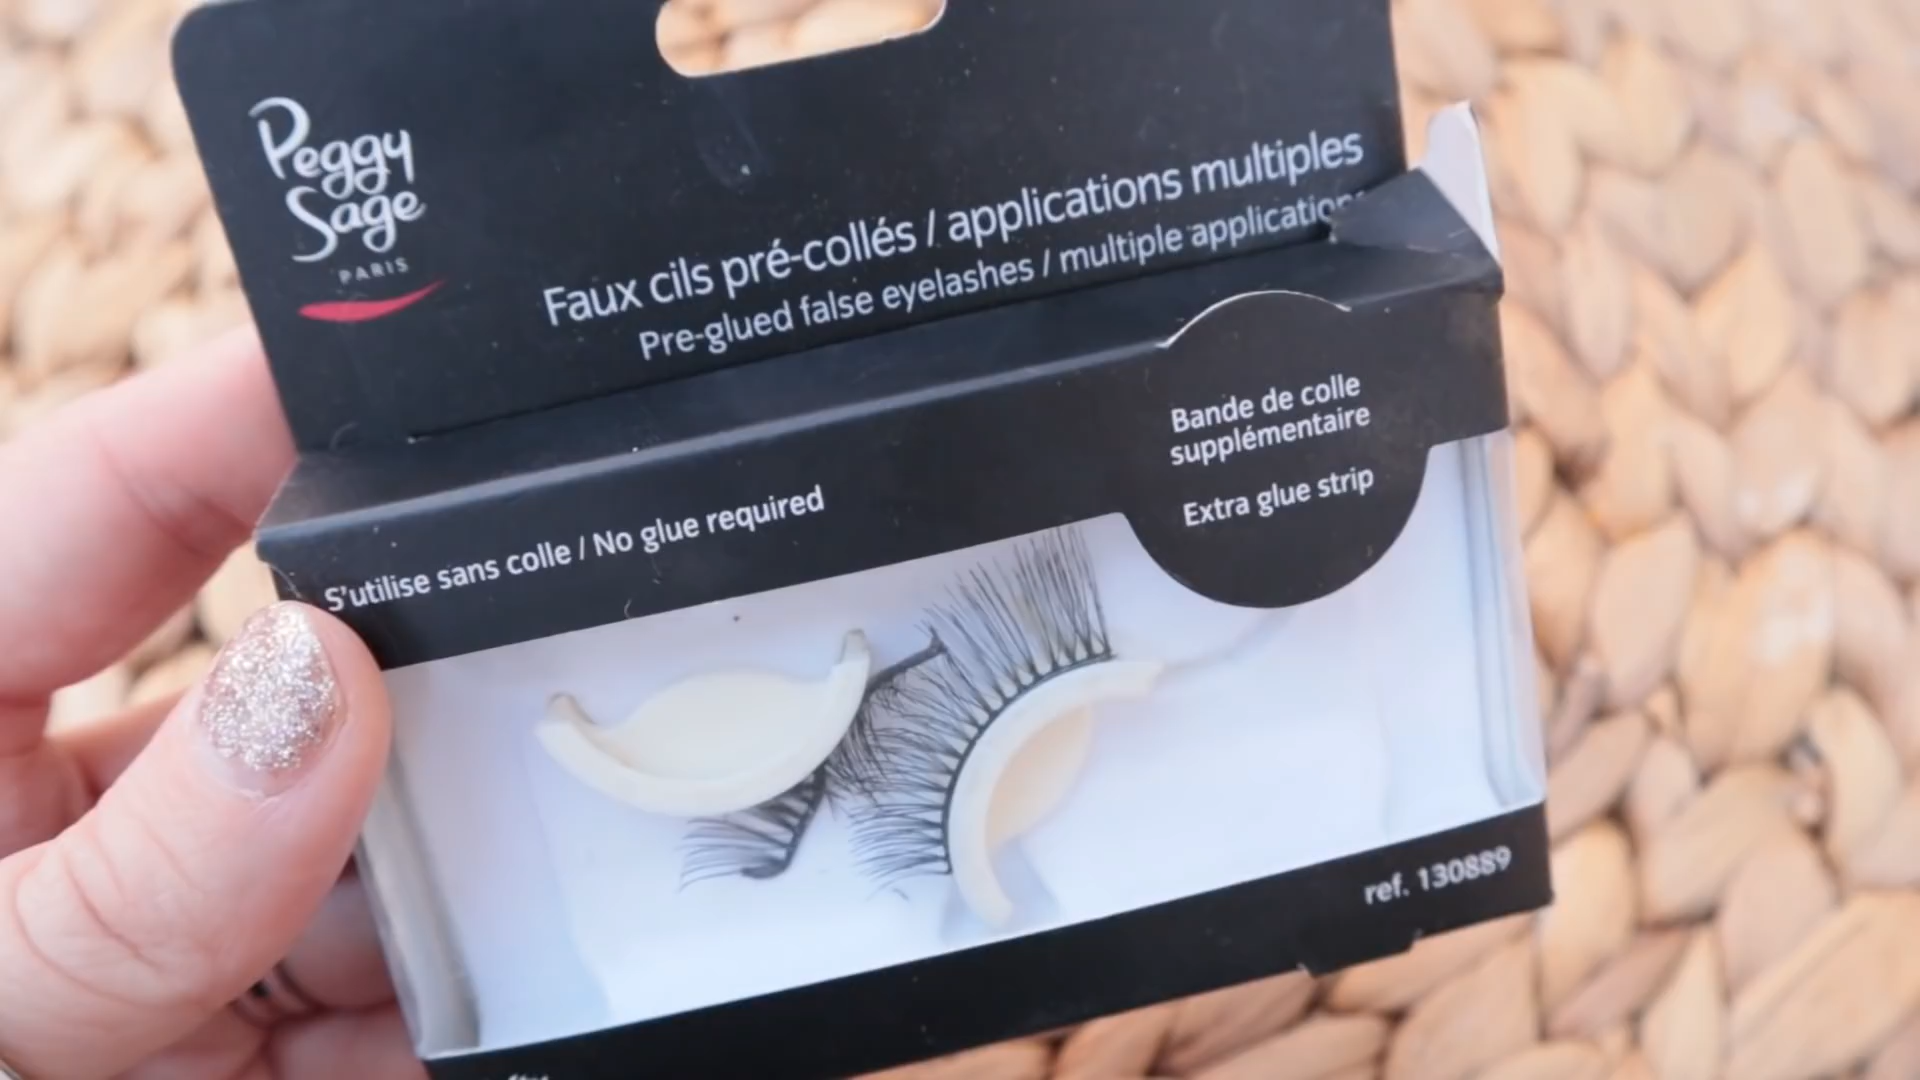 Peggy
Sage
PARIS
Faux cils pré-collés / applications multiples
Pre-glued false eyelashes / multiple
S'utilise sans colle / No glue required
Bande de colle
supplémentaire
Extra glue strip
ref. 130889